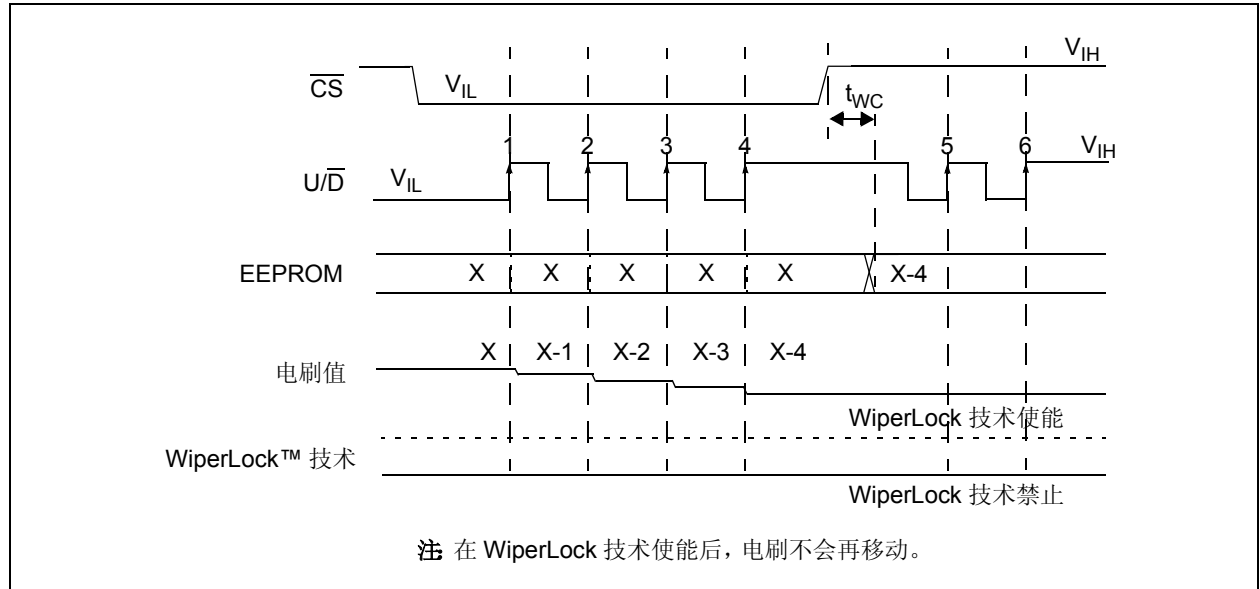 V_IH
CS V_IL
t_WC
1 2 3 4 5 6 V_IH
U/D V_IL
EEPROM X X X X X X-4
X X-1 X-2 X-3 X-4
电刷值
WiperLock 技术使能
WiperLock™ 技术
WiperLock 技术禁止
注: 在 WiperLock 技术使能后，电刷不会再移动。